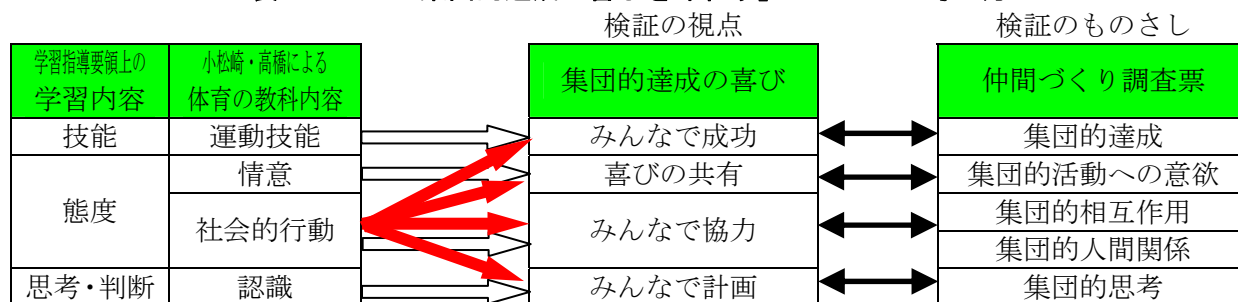 検証の視点 検証のものさし
学習指導要領上の
学習内容
小松崎・高橋による
体育の教科内容
集団的達成の喜び
仲間づくり調査票
技能 運動技能 みんなで成功 集団的達成
態度
情意 喜びの共有 集団的活動への意欲
社会的行動 みんなで協力 集団的相互作用
集団的人間関係
思考・判断 認識 みんなで計画 集団的思考